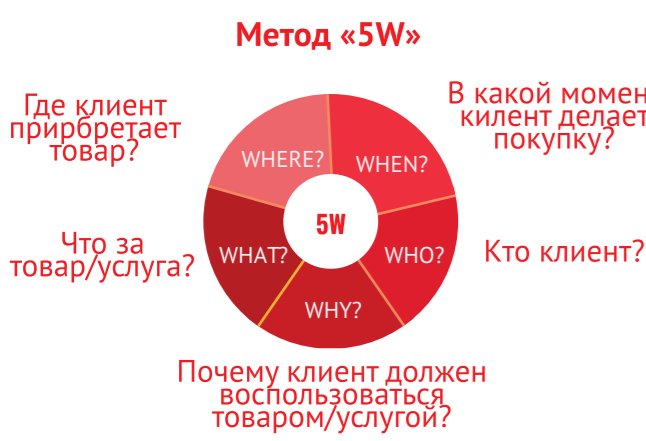 Метод «5W»
Где клиент
прирбретает
товар?
В какой момен
килент делает
покупку?
WHERE?
WHEN?
5W
Что за
товар/услуга?
WHAT?
WHO?
Кто клиент?
WHY?
Почему клиент должен
воспользоваться
товаром/услугой?